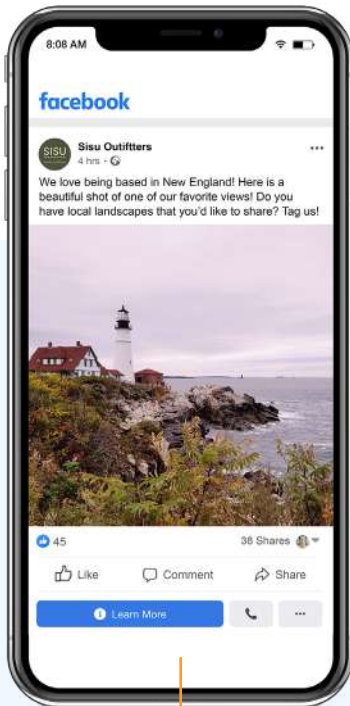 8:08 AM
facebook
SISU
Sisu Outiftters
4 hrs
We love being based in New England! Here is a
beautiful shot of one of our favorite views! Do you
have local landscapes that you'd like to share? Tag us!
45
38 Shares
Like Comment Share
Learn More